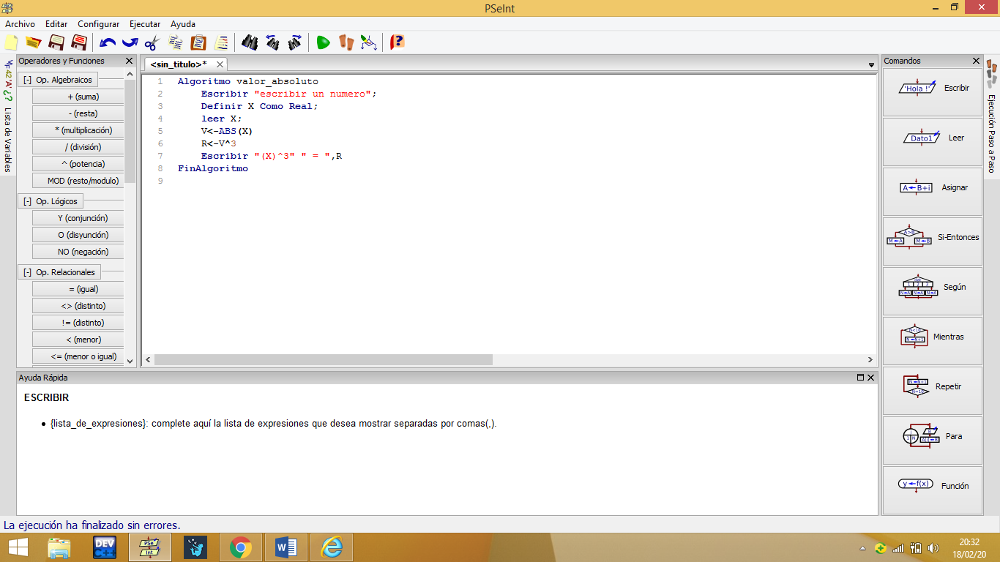 PSeInt
Archivo Editar Configurar Ejecutar Ayuda
Operadores y Funciones
<sin_titulo>*
Comandos
Lista de Variables
42 'A' ¿?
[-] Op. Algebraicos
+ (suma)
- (resta)
* (multiplicación)
/ (división)
^ (potencia)
MOD (resto/modulo)
[-] Op. Lógicos
Y (conjunción)
O (disyunción)
NO (negación)
[-] Op. Relacionales
= (igual)
<> (distinto)
!= (distinto)
< (menor)
<= (menor o igual)
1 Algoritmo valor_absoluto
2 Escribir "escribir un numero";
3 Definir X Como Real;
4 leer X;
5 V<-ABS(X)
6 R<-V^3
7 Escribir "(X)^3" " = ",R
8 FinAlgoritmo
9
'Hola !' Escribir
Dato1 Leer
A←B+i Asignar
A>B M←A M←B Si-Entonces
Según
Mientras
Repetir
Para
y←f(x) Función
Ejecución Paso a Paso
Ayuda Rápida
ESCRIBIR
• {lista_de_expresiones}: complete aquí la lista de expresiones que desea mostrar separadas por comas(,).
La ejecución ha finalizado sin errores.
DEV C++
PSe Int
W
20:32
18/02/20